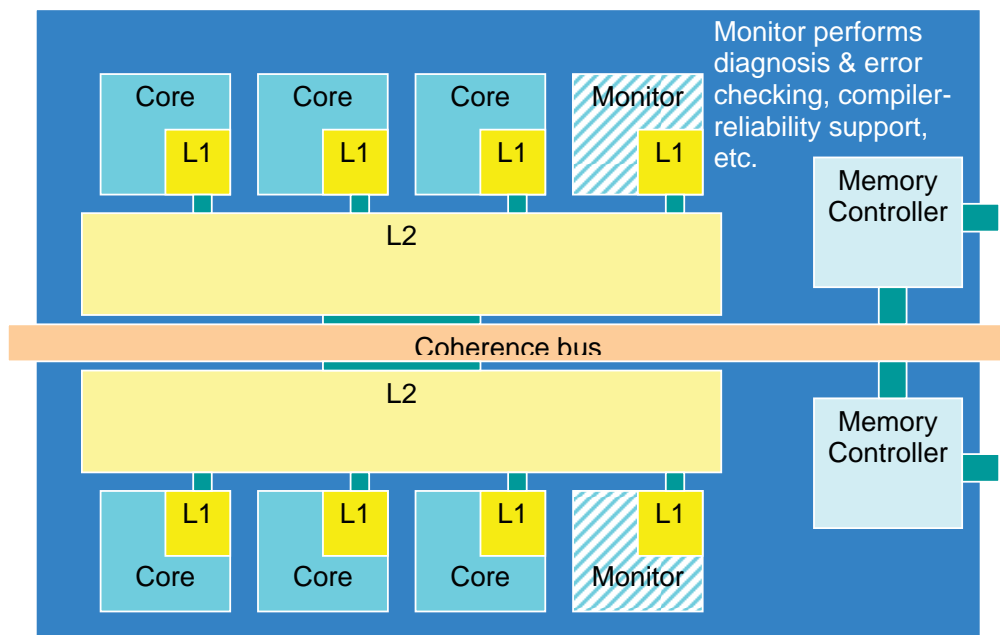 Monitor performs
diagnosis & error
checking, compiler-
reliability support,
etc.
Core
Core
Core
Monitor
L1
L1
L1
L1
Memory
Controller
L2
Coherence bus
L2
Memory
Controller
L1
L1
L1
L1
Core
Core
Core
Monitor